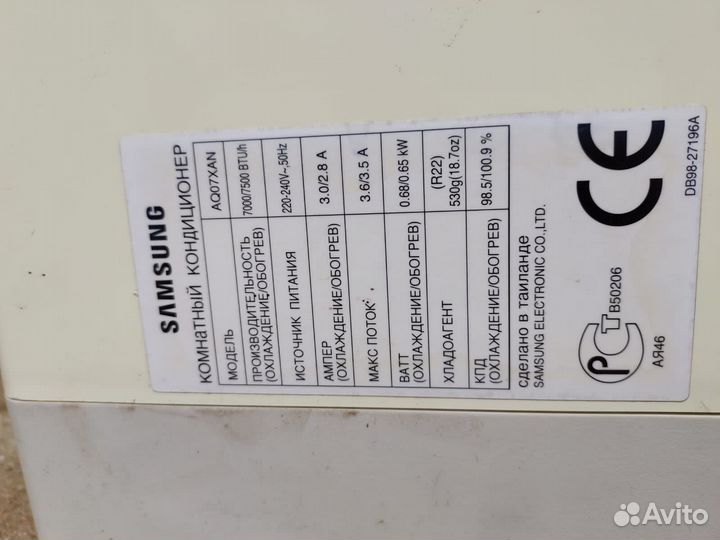 SAMSUNG
КОМНАТНЫЙ КОНДИЦИОНЕР
МОДЕЛЬ AQ07XAN
ПРОИЗВОДИТЕЛЬНОСТЬ 7000/7500 BTU/h
(ОХЛАЖДЕНИЕ/ОБОГРЕВ)
ИСТОЧНИК ПИТАНИЯ 220-240V~,50Hz
АМПЕР 3.0/2.8 A
(ОХЛАЖДЕНИЕ/ОБОГРЕВ)
МАКС ПОТОК 3.6/3.5 A
ВАТТ 0.68/0.65 kW
(ОХЛАЖДЕНИЕ/ОБОГРЕВ)
ХЛАДОАГЕНТ (R22)
530g(18.7oz)
КПД 98.5/100.9 %
(ОХЛАЖДЕНИЕ/ОБОГРЕВ)
сделано в таиланде
SAMSUNG ELECTRONIC CO.,LTD.
РСТ B50206 CE
АЯ46 DB98-27196A
Avito